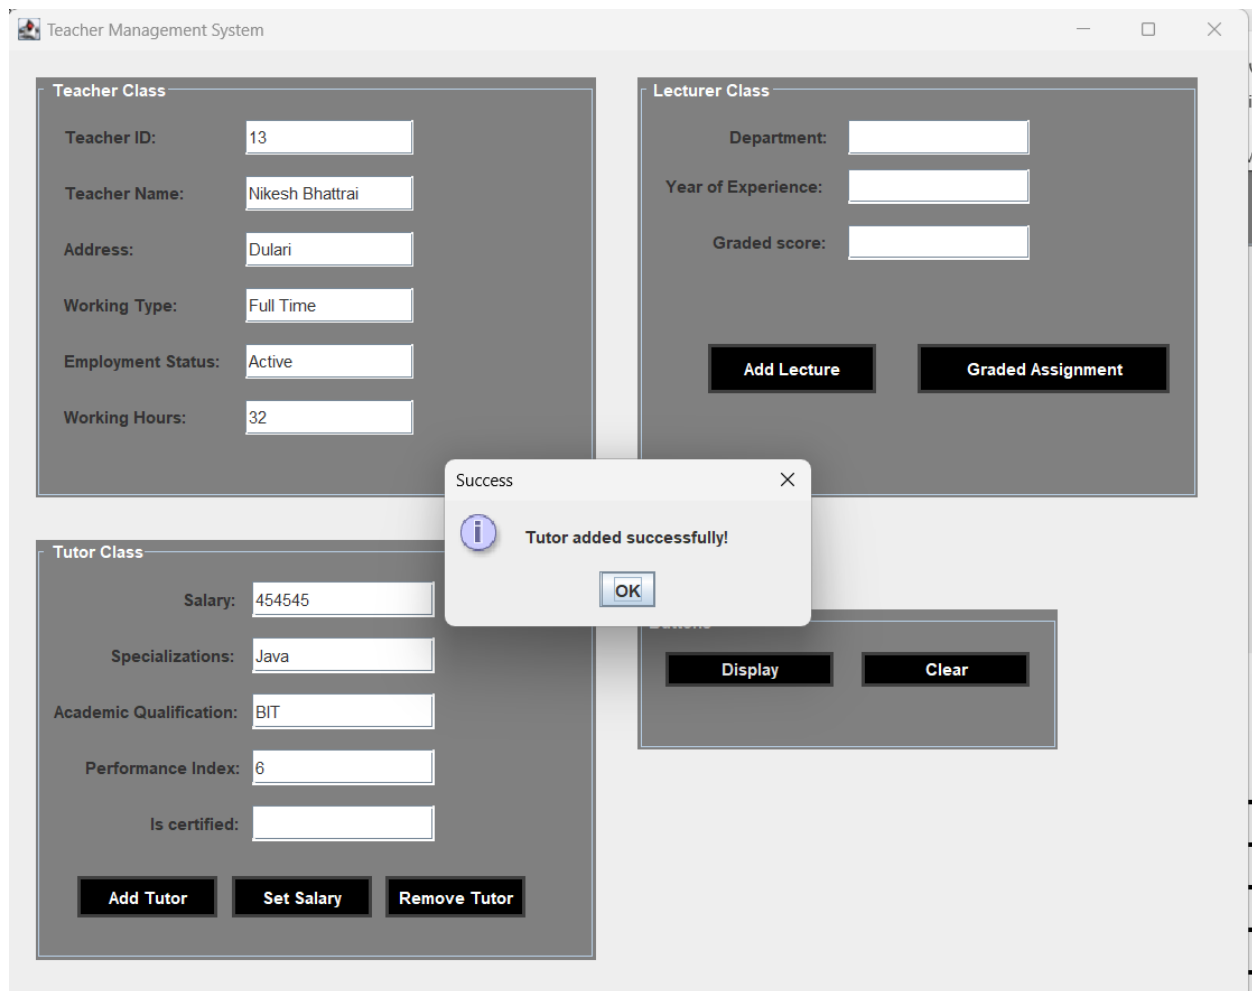 Teacher Management System
Teacher Class
Teacher ID: 13
Teacher Name: Nikesh Bhattrai
Address: Dulari
Working Type: Full Time
Employment Status: Active
Working Hours: 32
Lecturer Class
Department:
Year of Experience:
Graded score:
Add Lecture Graded Assignment
Success
Tutor added successfully!
OK
Tutor Class
Salary: 454545
Specializations: Java
Academic Qualification: BIT
Performance Index: 6
Is certified:
Add Tutor Set Salary Remove Tutor
Display Clear